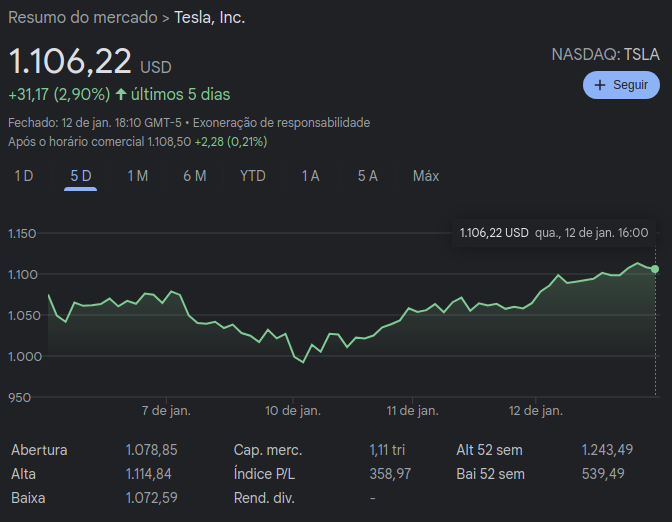 Resumo do mercado > Tesla, Inc.
1.106,22 USD
NASDAQ: TSLA
+31,17 (2,90%) ↑ últimos 5 dias
+ Seguir
Fechado: 12 de jan. 18:10 GMT-5 • Exoneração de responsabilidade
Após o horário comercial 1.108,50 +2,28 (0,21%)
1 D 5 D 1 M 6 M YTD 1 A 5 A Máx
1.106,22 USD qua., 12 de jan. 16:00
1.150
1.100
1.050
1.000
950
7 de jan. 10 de jan. 11 de jan. 12 de jan.
Abertura 1.078,85 Cap. merc. 1,11 tri Alt 52 sem 1.243,49
Alta 1.114,84 Índice P/L 358,97 Bai 52 sem 539,49
Baixa 1.072,59 Rend. div. -